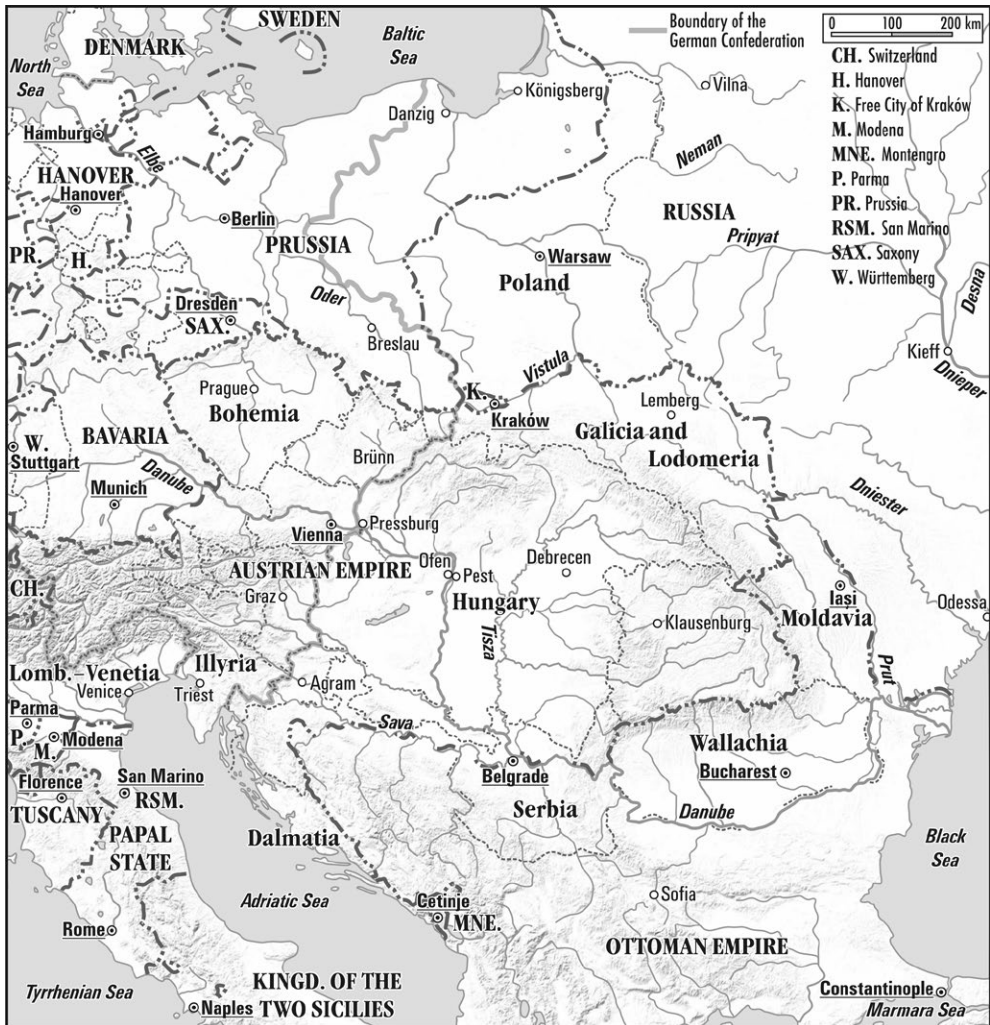 SWEDEN
DENMARK
Baltic
Sea
North
Sea
Boundary of the
German Confederation
0 100 200 km
CH. Switzerland
H. Hanover
K. Free City of Kraków
M. Modena
MNE. Montengro
P. Parma
PR. Prussia
RSM. San Marino
SAX. Saxony
W. Württemberg
Königsberg
Vilna
Danzig
Hamburg
Elbe
Neman
HANOVER
Hanover
Berlin
RUSSIA
PRUSSIA
Pripyat
PR.
H.
Warsaw
Poland
Desna
Oder
Dresden
SAX.
Breslau
Kieff
Dnieper
Vistula
Prague
K.
Kraków
Lemberg
Bohemia
Galicia and
Lodomeria
W.
Stuttgart
BAVARIA
Brünn
Danube
Munich
Dniester
Vienna
Pressburg
CH.
AUSTRIAN EMPIRE
Ofen
Pest
Debrecen
Graz
Hungary
Iasi
Moldavia
Odessa
Klausenburg
Tisza
Prut
Lomb.-Venetia
Illyria
Venice
Triest
Agram
Parma
Sava
P.
M.
Modena
Wallachia
Bucharest
Florence
San Marino
RSM.
Belgrade
TUSCANY
Serbia
Danube
PAPAL
STATE
Dalmatia
Black
Sea
Adriatic Sea
Sofia
Cetinje
MNE.
Rome
OTTOMAN EMPIRE
Tyrrhenian Sea
KINGD. OF THE
TWO SICILIES
Naples
Constantinople
Marmara Sea